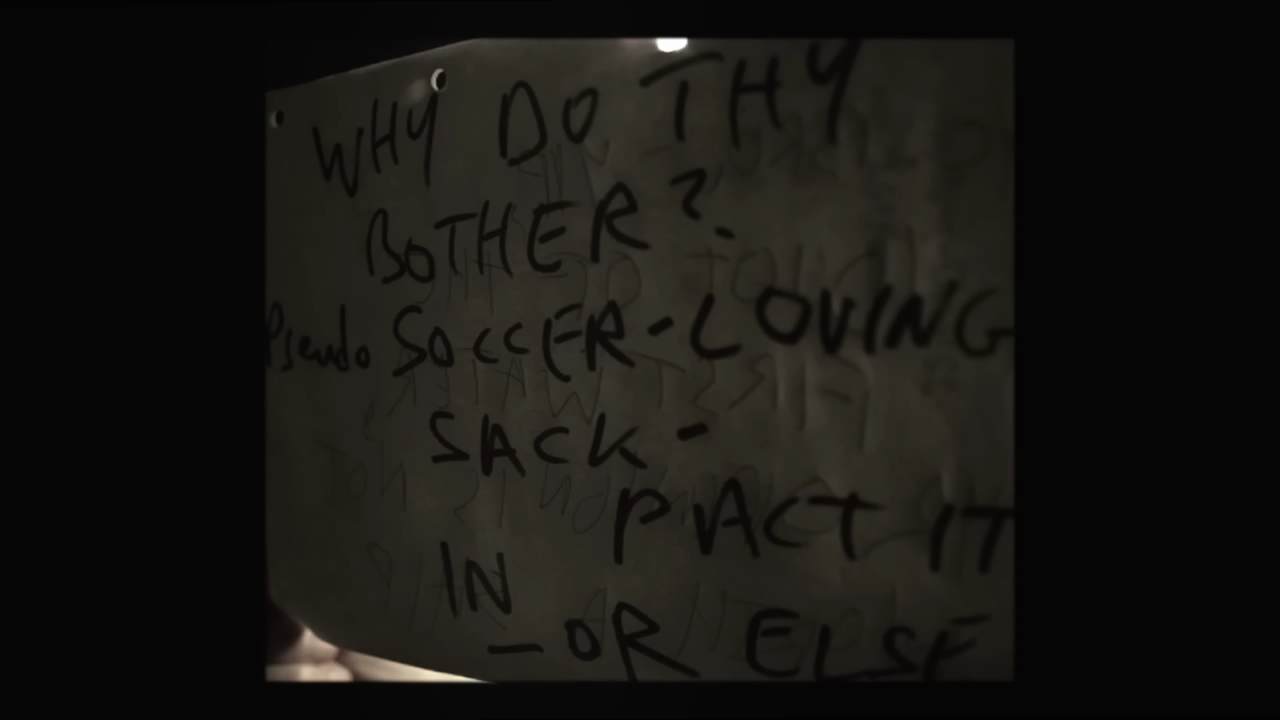 WHY DO THY
BOTHER?
Pseudo SOCCER-LOVING
SACK-
PACT IT
IN
-OR ELSE